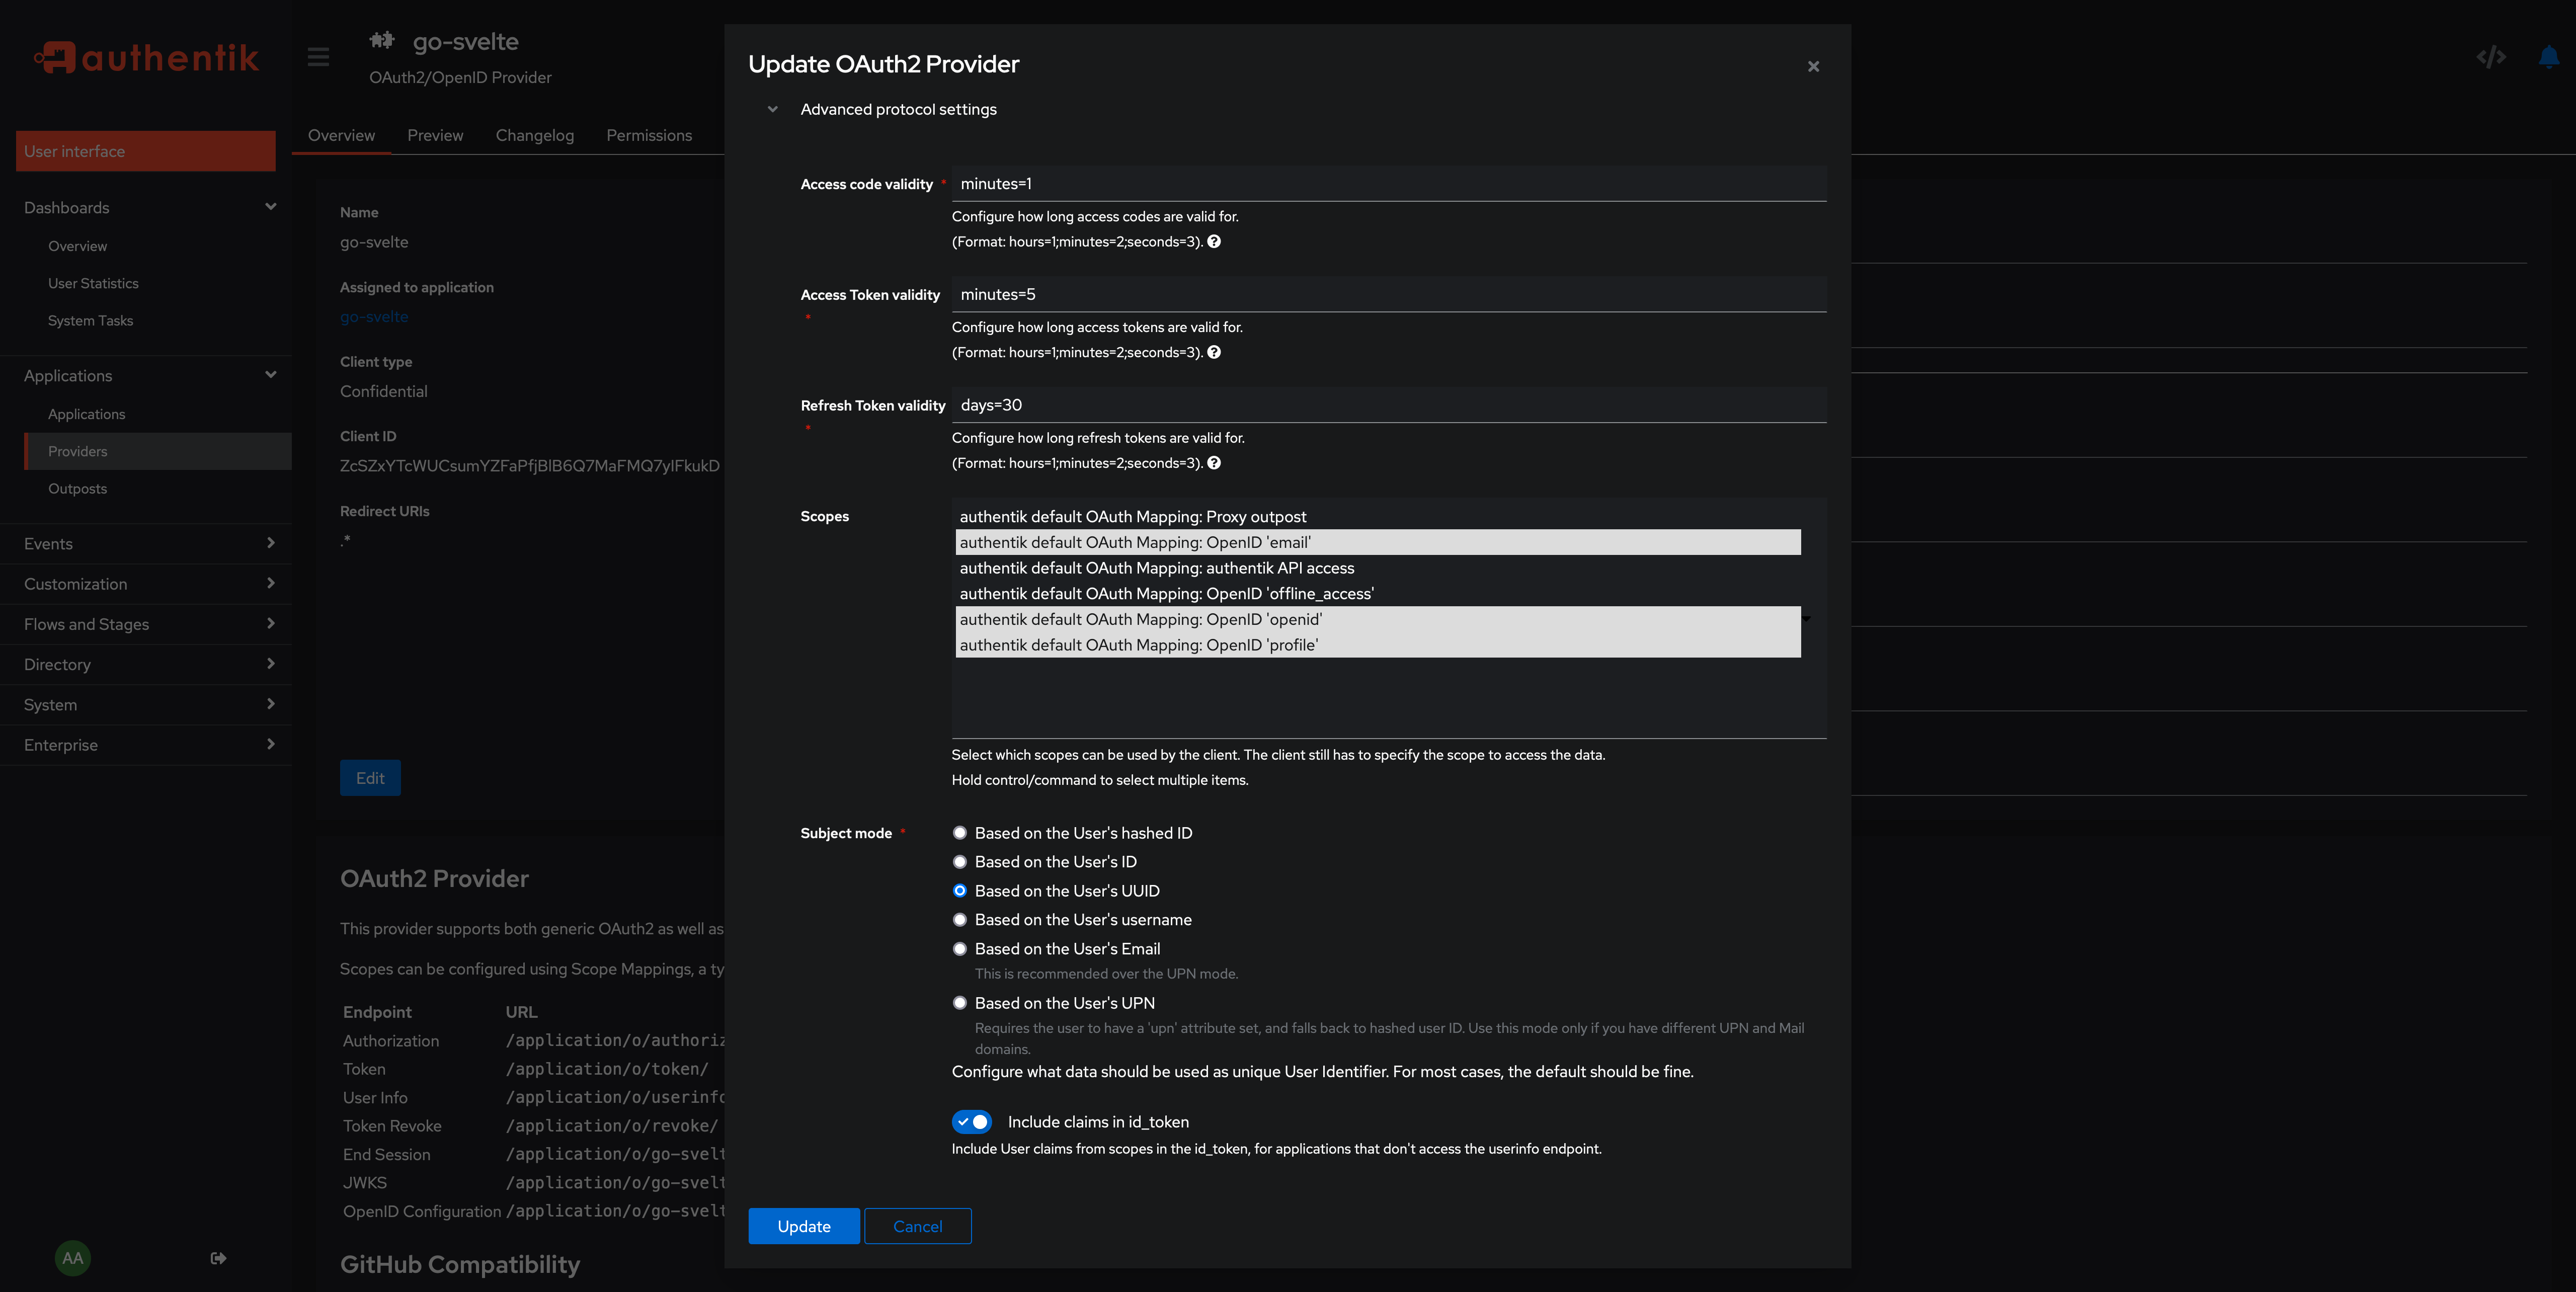 authentik
User interface
Dashboards
Overview
User Statistics
System Tasks
Applications
Applications
Providers
Outposts
Events
Customization
Flows and Stages
Directory
System
Enterprise
AA
go-svelte
OAuth2/OpenID Provider
Overview Preview Changelog Permissions
Name
go-svelte
Assigned to application
go-svelte
Client type
Confidential
Client ID
Redirect URIs
.*
Edit
OAuth2 Provider
This provider supports both generic OAuth2 as well as
Scopes can be configured using Scope Mappings, a ty
Endpoint URL
Authorization /application/o/authoriz
Token /application/o/token/
User Info /application/o/userinfo
Token Revoke /application/o/revoke/
End Session /application/o/go-svelt
JWKS /application/o/go-svelt
OpenID Configuration /application/o/go-svelt
GitHub Compatibility
Update OAuth2 Provider
Advanced protocol settings
Access code validity * minutes=1
Configure how long access codes are valid for.
(Format: hours=1;minutes=2;seconds=3).
Access Token validity * minutes=5
Configure how long access tokens are valid for.
(Format: hours=1;minutes=2;seconds=3).
Refresh Token validity * days=30
Configure how long refresh tokens are valid for.
(Format: hours=1;minutes=2;seconds=3).
Scopes
authentik default OAuth Mapping: Proxy outpost
authentik default OAuth Mapping: OpenID 'email'
authentik default OAuth Mapping: authentik API access
authentik default OAuth Mapping: OpenID 'offline_access'
authentik default OAuth Mapping: OpenID 'openid'
authentik default OAuth Mapping: OpenID 'profile'
Select which scopes can be used by the client. The client still has to specify the scope to access the data.
Hold control/command to select multiple items.
Subject mode *
Based on the User's hashed ID
Based on the User's ID
Based on the User's UUID
Based on the User's username
Based on the User's Email
This is recommended over the UPN mode.
Based on the User's UPN
Requires the user to have a 'upn' attribute set, and falls back to hashed user ID. Use this mode only if you have different UPN and Mail
domains.
Configure what data should be used as unique User Identifier. For most cases, the default should be fine.
Include claims in id_token
Include User claims from scopes in the id_token, for applications that don't access the userinfo endpoint.
Update Cancel